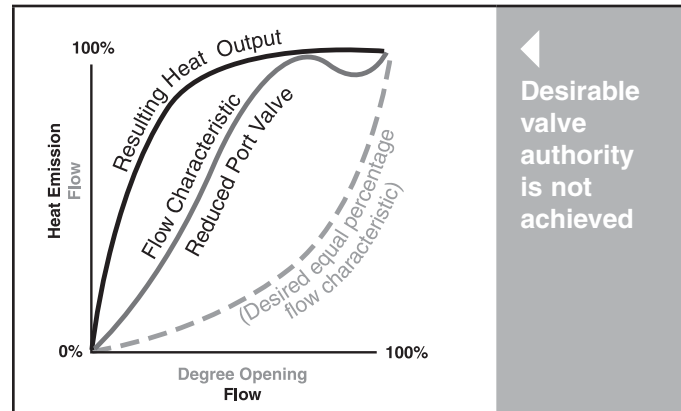 100%
Resulting Heat Output
Flow Characteristic
Reduced Port Valve
(Desired equal percentage
flow characteristic)
Heat Emission
Flow
0%
100%
Degree Opening
Flow
Desirable
valve
authority
is not
achieved